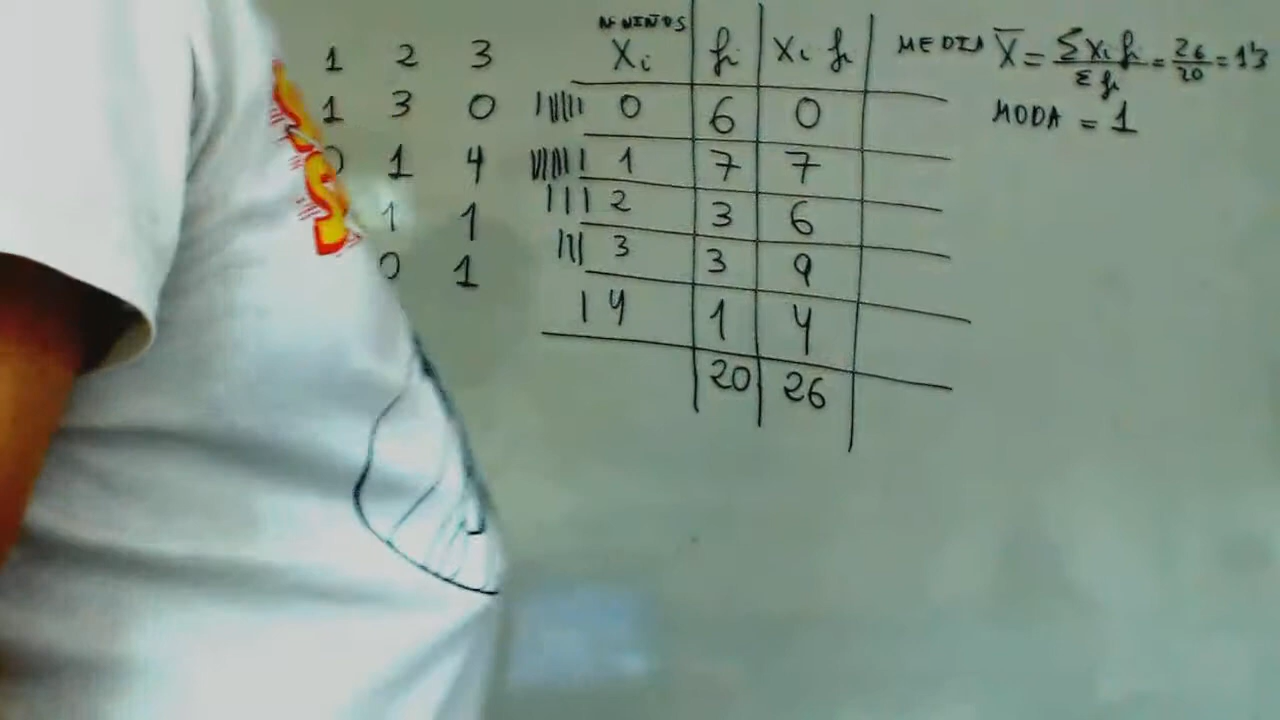 1 2 3
1 3 0
1 4
1 1
0 1
Nº NIÑOS
Xi fi Xi fi
0 6 0
1 7 7
2 3 6
3 3 9
4 1 4
20 26
MEDIA X̄ = ΣXi fi / Σ fi = 26/20 = 1'3
MODA = 1